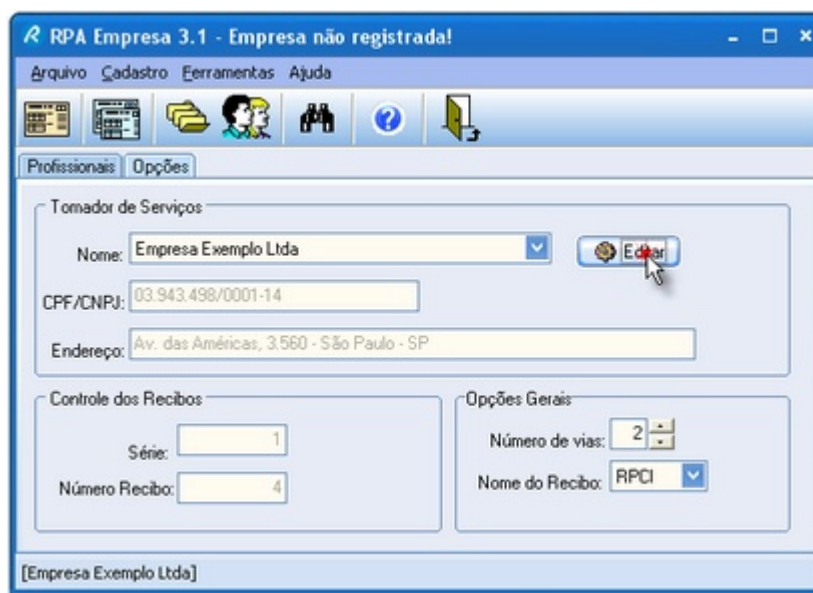 RPA Empresa 3.1 - Empresa não registrada!
Arquivo Cadastro Ferramentas Ajuda
Profissionais Opções
Tomador de Serviços
Nome: Empresa Exemplo Ltda Editar
CPF/CNPJ: 03.943.498/0001-14
Endereço: Av. das Américas, 3.560 - São Paulo - SP
Controle dos Recibos
Série: 1
Número Recibo: 4
Opções Gerais
Número de vias: 2
Nome do Recibo: RPCI
[Empresa Exemplo Ltda]